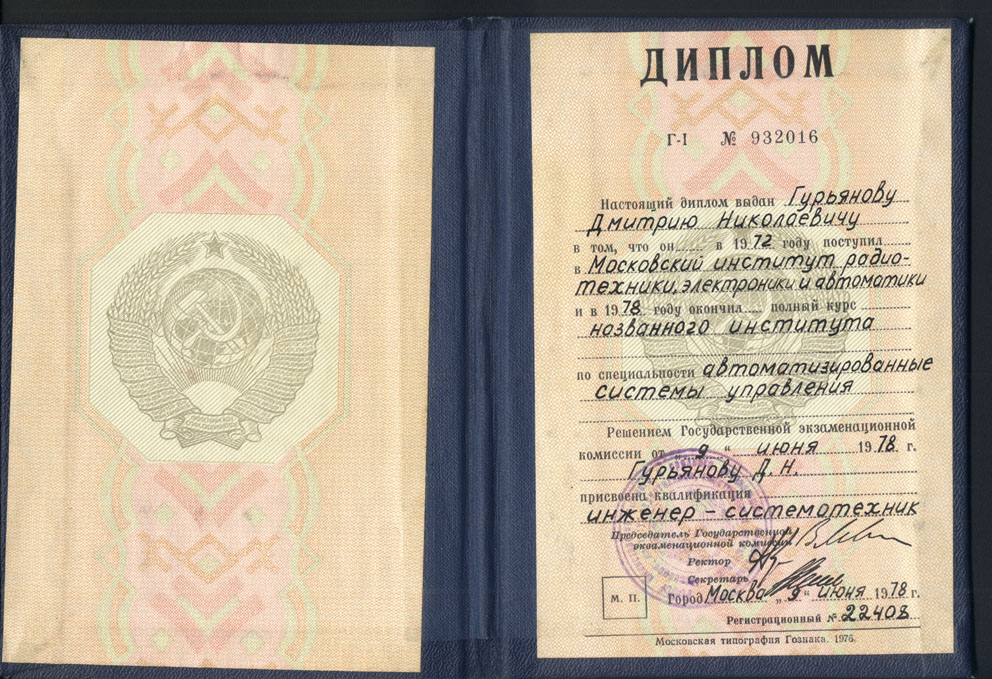 ДИПЛОМ
Г-I № 932016
Настоящий диплом выдан Гурьянову
Дмитрию Николаевичу
в том, что он в 1972 году поступил
в Московский институт радио-
техники, электроники и автоматики
и в 1978 году окончил полный курс
названного института
по специальности автоматизированные
системы управления
Решением Государственной экзаменационной
комиссии от „9“ июня 1978 г.
Гурьянову Д. Н.
присвоена квалификация
инженер – системотехник
Председатель Государственной
экзаменационной комиссии
Ректор
Секретарь
М. П.
Город Москва „9“ июня 1978 г.
Регистрационный № 22408
Московская типография Гознака. 1976.